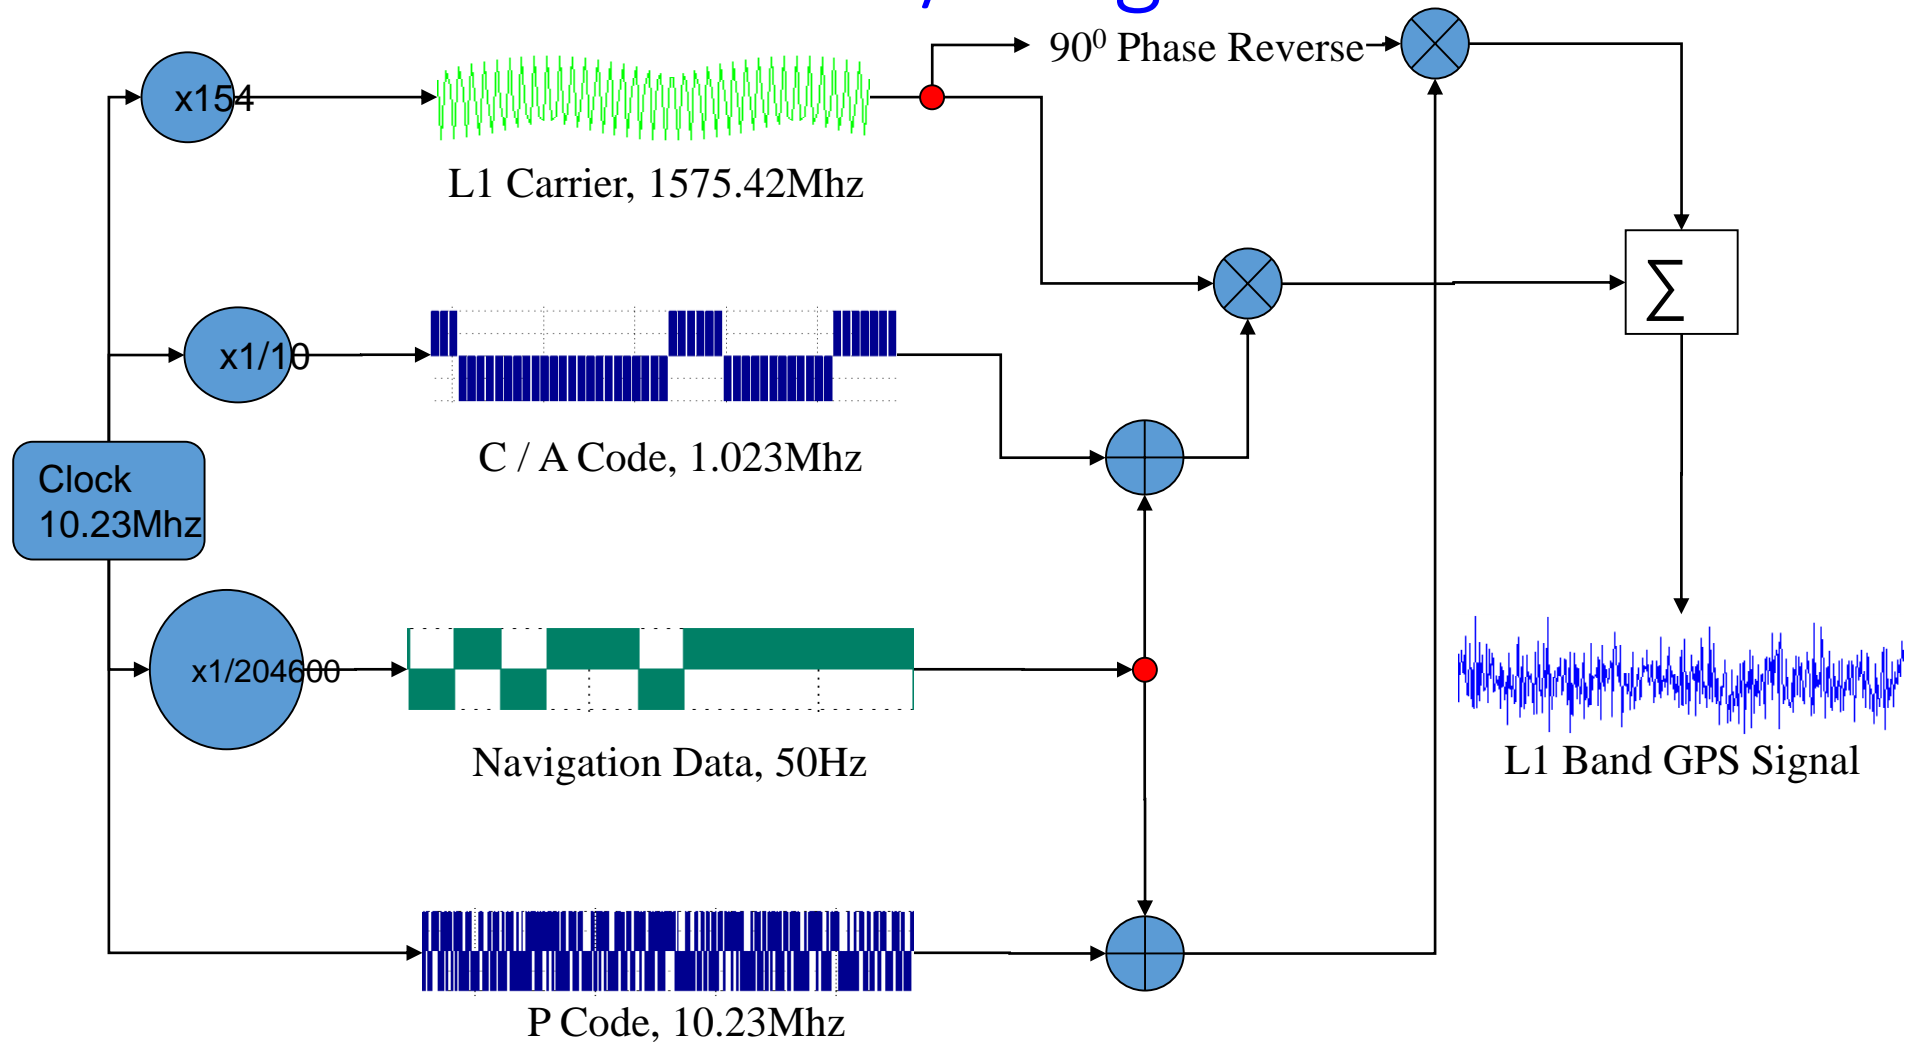 90⁰ Phase Reverse
x154
L1 Carrier, 1575.42Mhz
∑
x1/10
C / A Code, 1.023Mhz
Clock
10.23Mhz
x1/204600
Navigation Data, 50Hz
L1 Band GPS Signal
P Code, 10.23Mhz